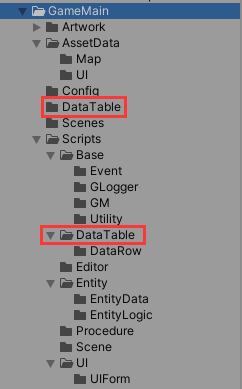 GameMain
Artwork
AssetData
Map
UI
Config
DataTable
Scenes
Scripts
Base
Event
GLogger
GM
Utility
DataTable
DataRow
Editor
Entity
EntityData
EntityLogic
Procedure
Scene
UI
UIForm